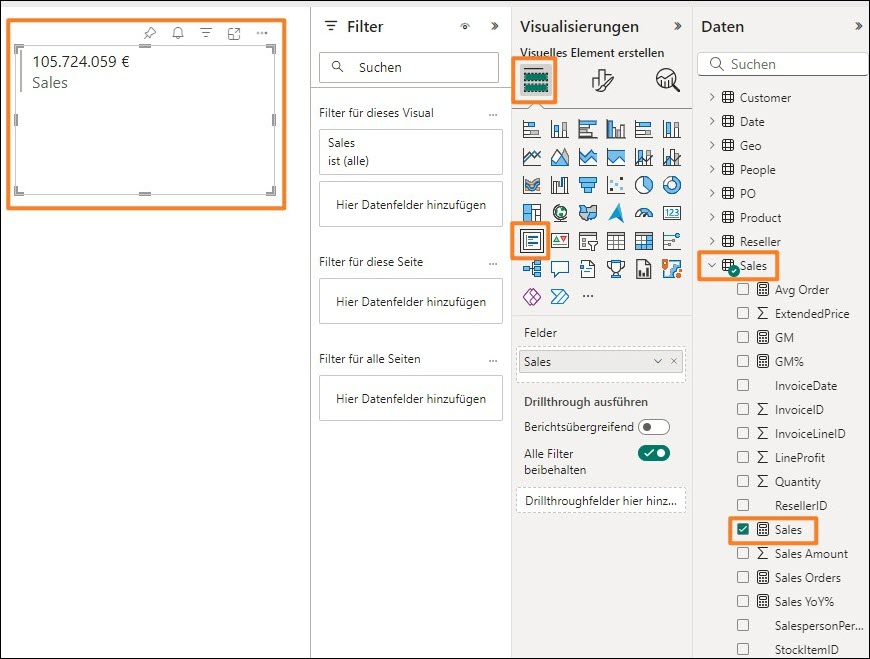 105.724.059 €
Sales
Filter
Suchen
Filter für dieses Visual
...
Sales
ist (alle)
Hier Datenfelder hinzufügen
Filter für diese Seite
...
Hier Datenfelder hinzufügen
Filter für alle Seiten
...
Hier Datenfelder hinzufügen
Visualisierungen
Visuelles Element erstellen
123
Felder
Sales
Drillthrough ausführen
Berichtsübergreifend
Alle Filter
beibehalten
Drillthroughfelder hier hinz...
Daten
Suchen
Customer
Date
Geo
People
PO
Product
Reseller
Sales
Avg Order
ExtendedPrice
GM
GM%
InvoiceDate
InvoiceID
InvoiceLineID
LineProfit
Quantity
ResellerID
Sales
Sales Amount
Sales Orders
Sales YoY%
SalespersonPer...
StockItemID